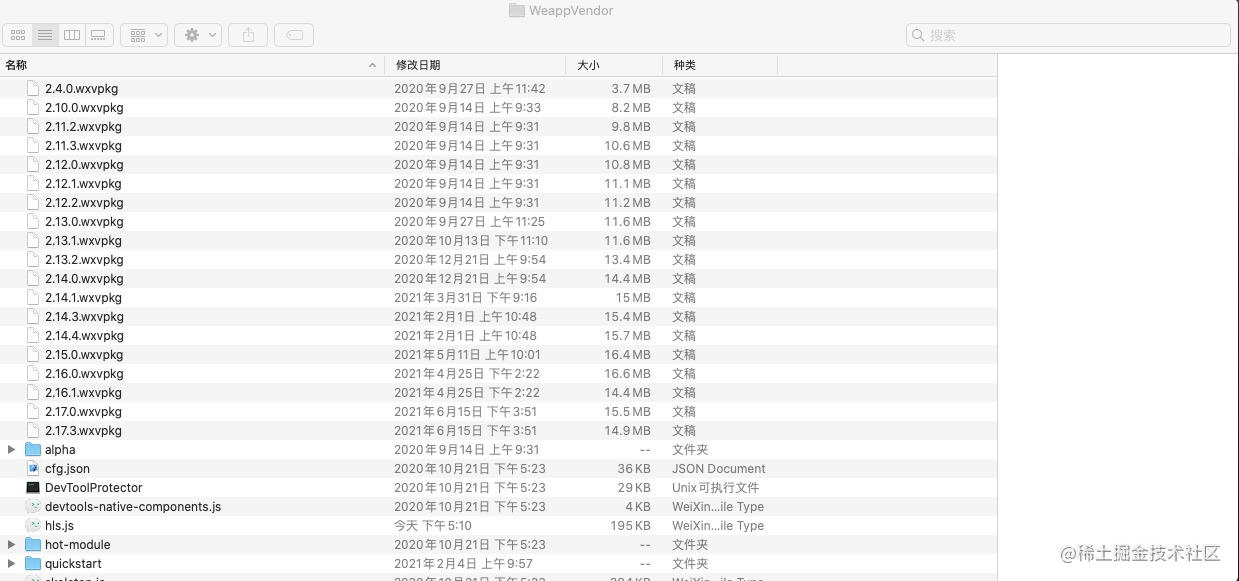 WeappVendor
搜索
名称 修改日期 大小 种类
2.4.0.wxvpkg 2020年9月27日 上午11:42 3.7 MB 文稿
2.10.0.wxvpkg 2020年9月14日 上午9:33 8.2 MB 文稿
2.11.2.wxvpkg 2020年9月14日 上午9:31 9.8 MB 文稿
2.11.3.wxvpkg 2020年9月14日 上午9:31 10.6 MB 文稿
2.12.0.wxvpkg 2020年9月14日 上午9:31 10.8 MB 文稿
2.12.1.wxvpkg 2020年9月14日 上午9:31 11.1 MB 文稿
2.12.2.wxvpkg 2020年9月14日 上午9:31 11.2 MB 文稿
2.13.0.wxvpkg 2020年9月27日 上午11:25 11.6 MB 文稿
2.13.1.wxvpkg 2020年10月13日 下午11:10 11.6 MB 文稿
2.13.2.wxvpkg 2020年12月21日 上午9:54 13.4 MB 文稿
2.14.0.wxvpkg 2020年12月21日 上午9:54 14.4 MB 文稿
2.14.1.wxvpkg 2021年3月31日 下午9:16 15 MB 文稿
2.14.3.wxvpkg 2021年2月1日 上午10:48 15.4 MB 文稿
2.14.4.wxvpkg 2021年2月1日 上午10:48 15.7 MB 文稿
2.15.0.wxvpkg 2021年5月11日 上午10:01 16.4 MB 文稿
2.16.0.wxvpkg 2021年4月25日 下午2:22 16.6 MB 文稿
2.16.1.wxvpkg 2021年4月25日 下午2:22 14.4 MB 文稿
2.17.0.wxvpkg 2021年6月15日 下午3:51 15.5 MB 文稿
2.17.3.wxvpkg 2021年6月15日 下午3:51 14.9 MB 文稿
alpha 2020年9月14日 上午9:31 -- 文件夹
cfg.json 2020年10月21日 下午5:23 36 KB JSON Document
DevToolProtector 2020年10月21日 下午5:23 29 KB Unix可执行文件
devtools-native-components.js 2020年10月21日 下午5:23 4 KB WeiXin...ile Type
hls.js 今天 下午5:10 195 KB WeiXin...ile Type
hot-module 2020年10月21日 下午5:23 -- 文件夹
quickstart 2021年2月4日 上午9:57 -- 文件夹
@稀土掘金技术社区